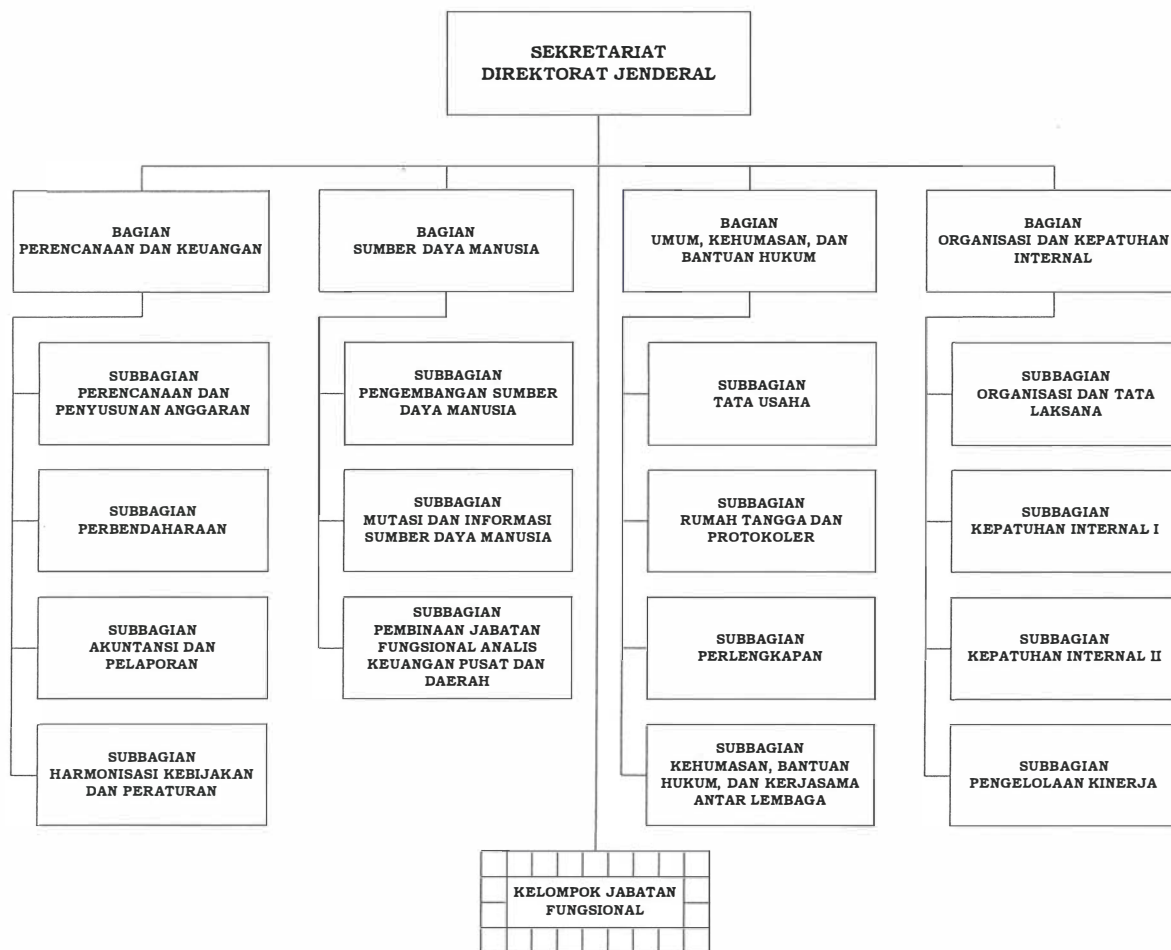 SEKRETARIAT
DIREKTORAT JENDERAL
BAGIAN
PERENCANAAN DAN KEUANGAN
BAGIAN
SUMBER DAYA MANUSIA
BAGIAN
UMUM, KEHUMASAN, DAN
BANTUAN HUKUM
BAGIAN
ORGANISASI DAN KEPATUHAN
INTERNAL
SUBBAGIAN
PERENCANAAN DAN
PENYUSUNAN ANGGARAN
SUBBAGIAN
PENGEMBANGAN SUMBER
DAYA MANUSIA
SUBBAGIAN
TATA USAHA
SUBBAGIAN
ORGANISASI DAN TATA
LAKSANA
SUBBAGIAN
PERBENDAHARAAN
SUBBAGIAN
MUTASI DAN INFORMASI
SUMBER DAYA MANUSIA
SUBBAGIAN
RUMAH TANGGA DAN
PROTOKOLER
SUBBAGIAN
KEPATUHAN INTERNAL I
SUBBAGIAN
AKUNTANSI DAN
PELAPORAN
SUBBAGIAN
PEMBINAAN JABATAN
FUNGSIONAL ANALIS
KEUANGAN PUSAT DAN
DAERAH
SUBBAGIAN
PERLENGKAPAN
SUBBAGIAN
KEPATUHAN INTERNAL II
SUBBAGIAN
HARMONISASI KEBIJAKAN
DAN PERATURAN
SUBBAGIAN
KEHUMASAN, BANTUAN
HUKUM, DAN KERJASAMA
ANTAR LEMBAGA
SUBBAGIAN
PENGELOLAAN KINERJA
KELOMPOK JABATAN
FUNGSIONAL